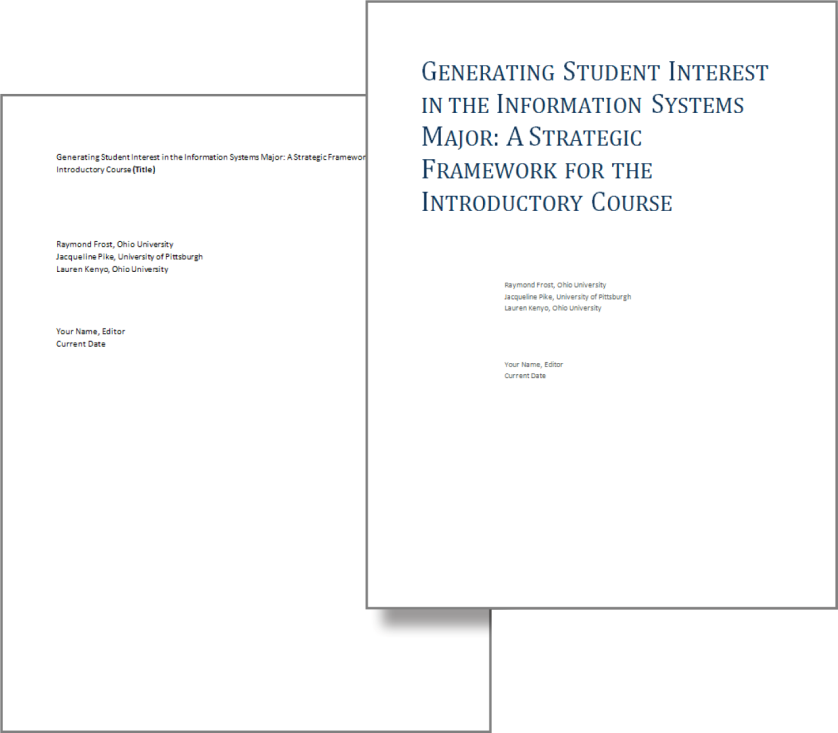 Generating Student Interest in the Information Systems Major: A Strategic Framewor
Introductory Course (Title)
Raymond Frost, Ohio University
Jacqueline Pike, University of Pittsburgh
Lauren Kenyo, Ohio University
Your Name, Editor
Current Date
GENERATING STUDENT INTEREST
IN THE INFORMATION SYSTEMS
MAJOR: A STRATEGIC
FRAMEWORK FOR THE
INTRODUCTORY COURSE
Raymond Frost, Ohio University
Jacqueline Pike, University of Pittsburgh
Lauren Kenyo, Ohio University
Your Name, Editor
Current Date